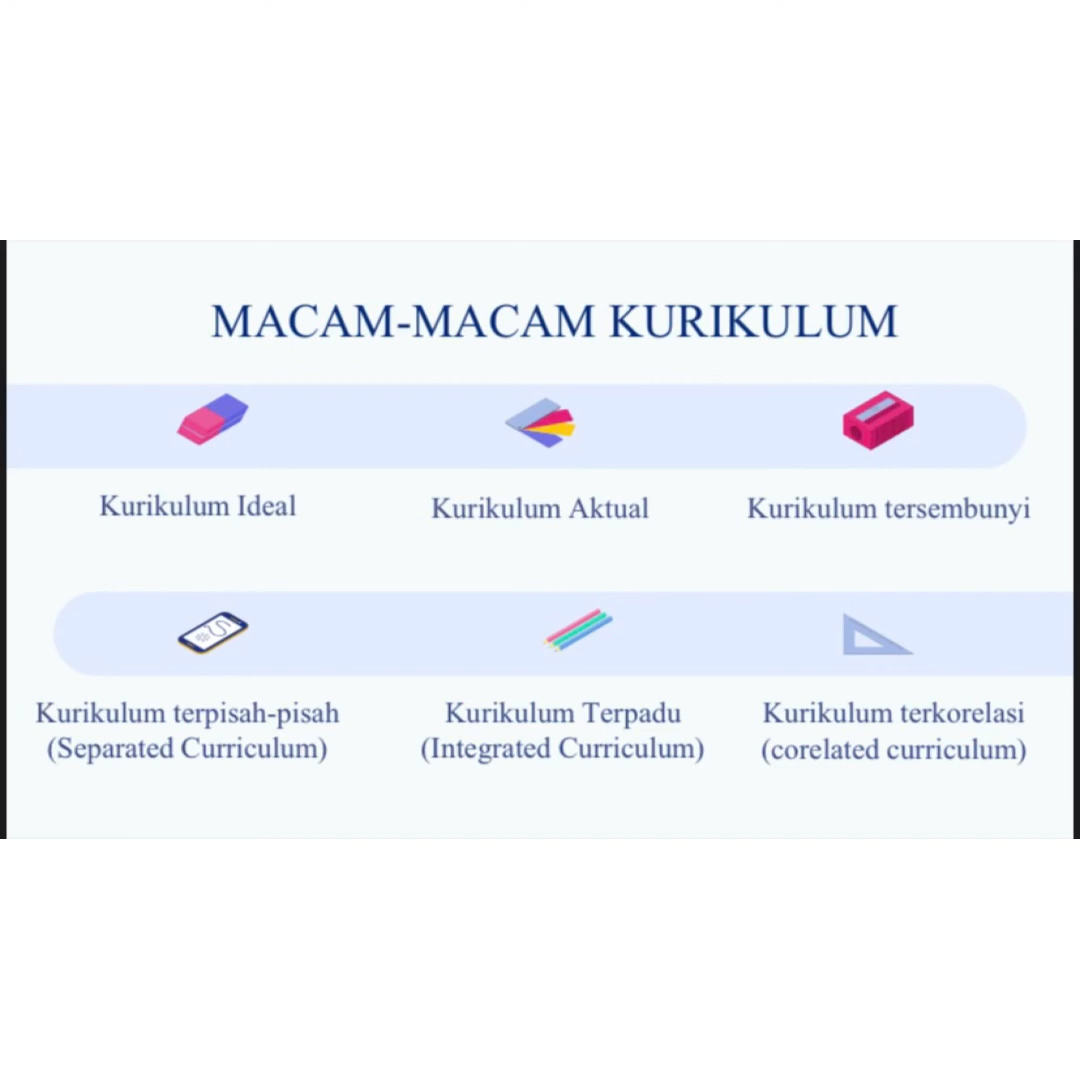 MACAM-MACAM KURIKULUM
Kurikulum Ideal
Kurikulum Aktual
Kurikulum tersembunyi
Kurikulum terpisah-pisah
(Separated Curriculum)
Kurikulum Terpadu
(Integrated Curriculum)
Kurikulum terkorelasi
(corelated curriculum)